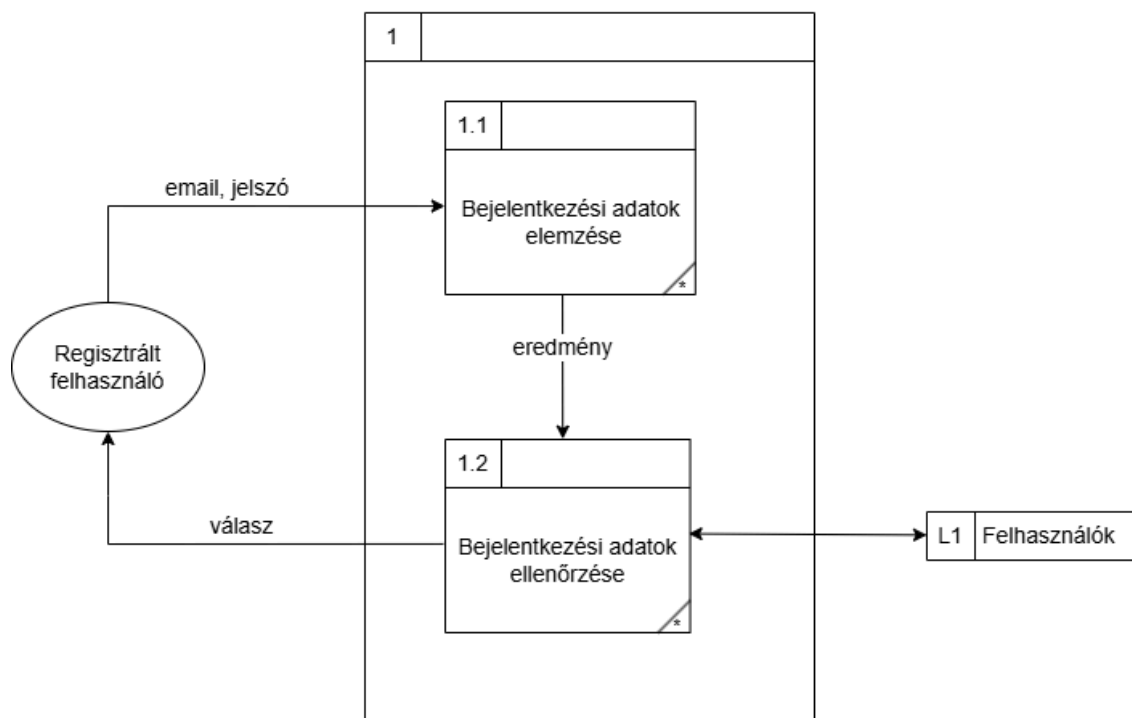 1
1.1
email, jelszó
Bejelentkezési adatok
elemzése
*
eredmény
Regisztrált
felhasználó
1.2
válasz
Bejelentkezési adatok
ellenőrzése
*
L1 Felhasználók